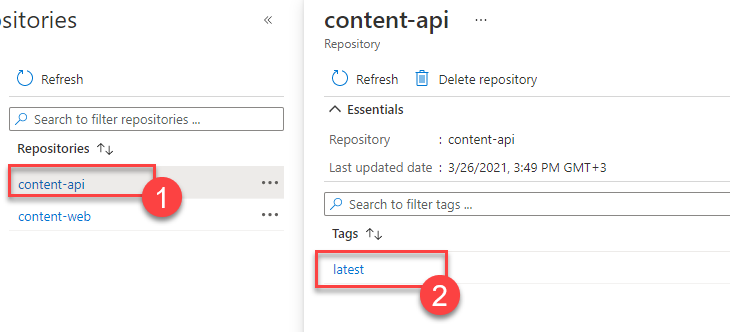 sitories «
Refresh
Search to filter repositories ...
Repositories ↑↓
content-api ...
1
content-web ...
content-api ...
Repository
Refresh Delete repository
Essentials
Repository : content-api
Last updated date : 3/26/2021, 3:49 PM GMT+3
Search to filter tags ...
Tags ↑↓
latest
2